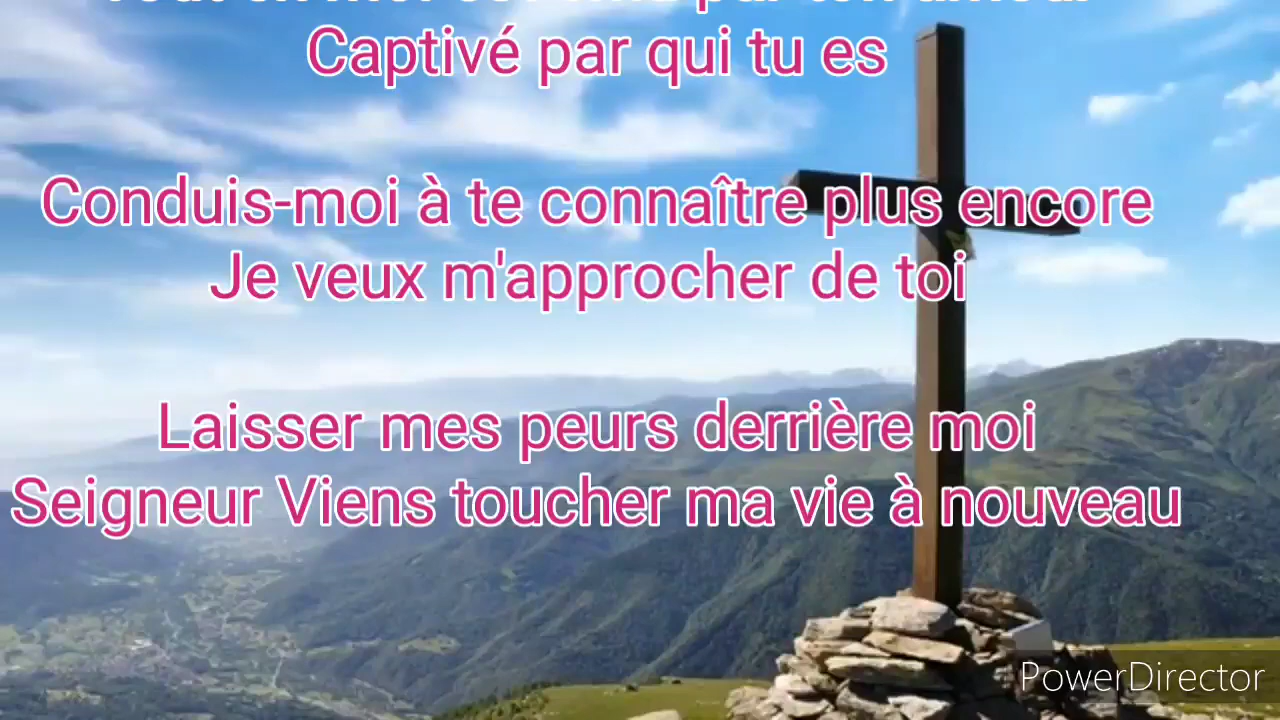 Captivé par qui tu es
Conduis-moi à te connaître plus encore
Je veux m'approcher de toi
Laisser mes peurs derrière moi
Seigneur Viens toucher ma vie à nouveau
PowerDirector